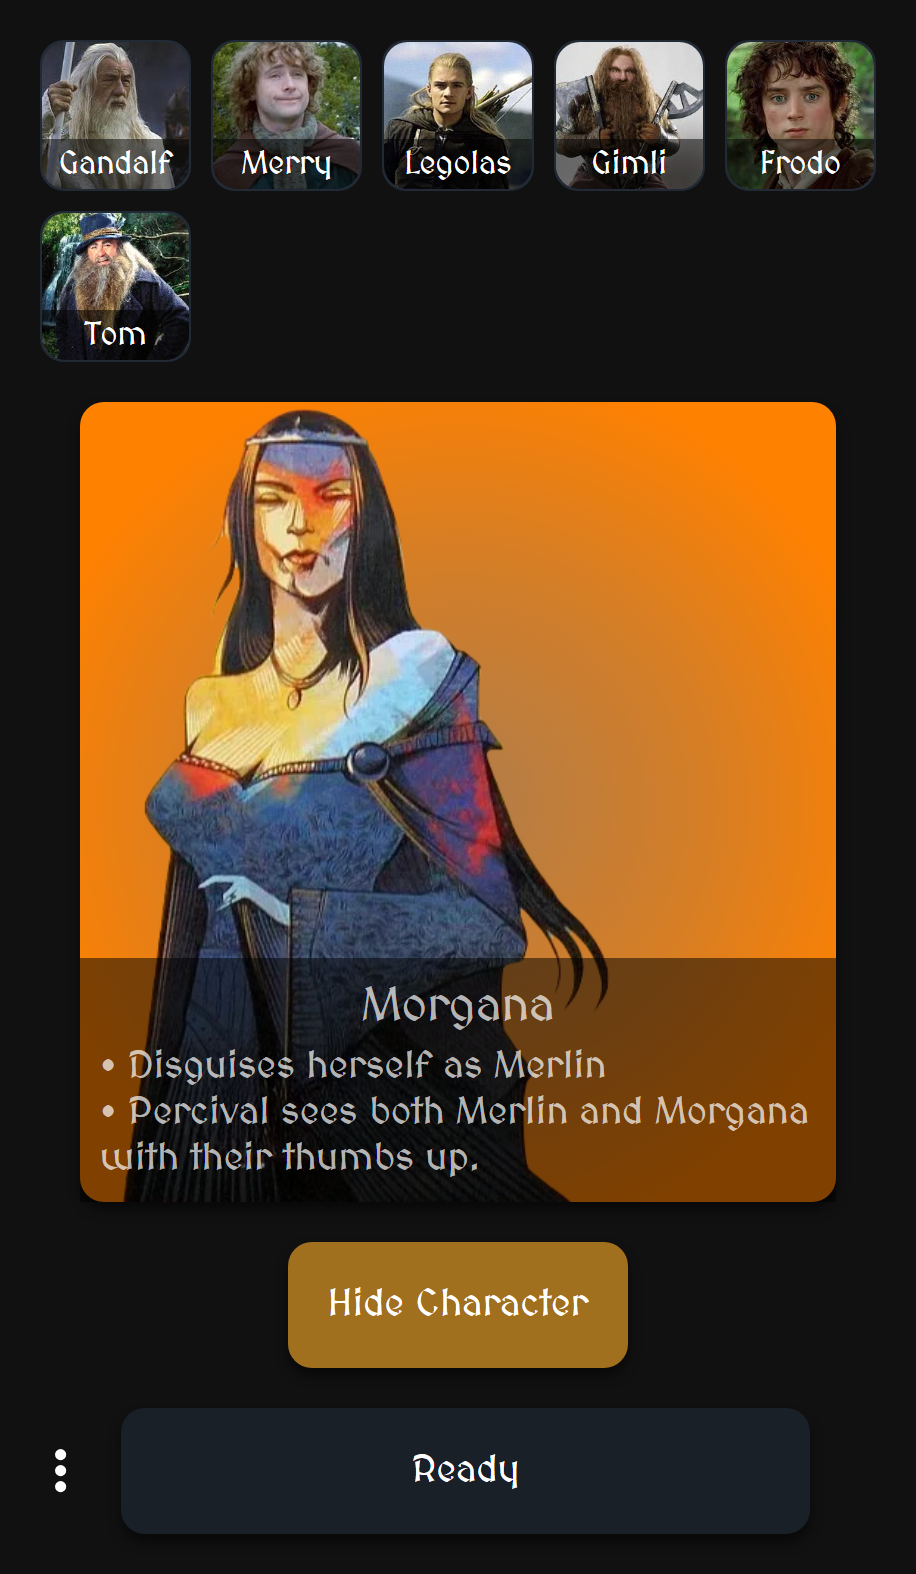 Gandalf
Merry
Legolas
Gimli
Frodo
Tom
Morgana
• Disguises herself as Merlin
• Percival sees both Merlin and Morgana
with their thumbs up.
Hide Character
Ready